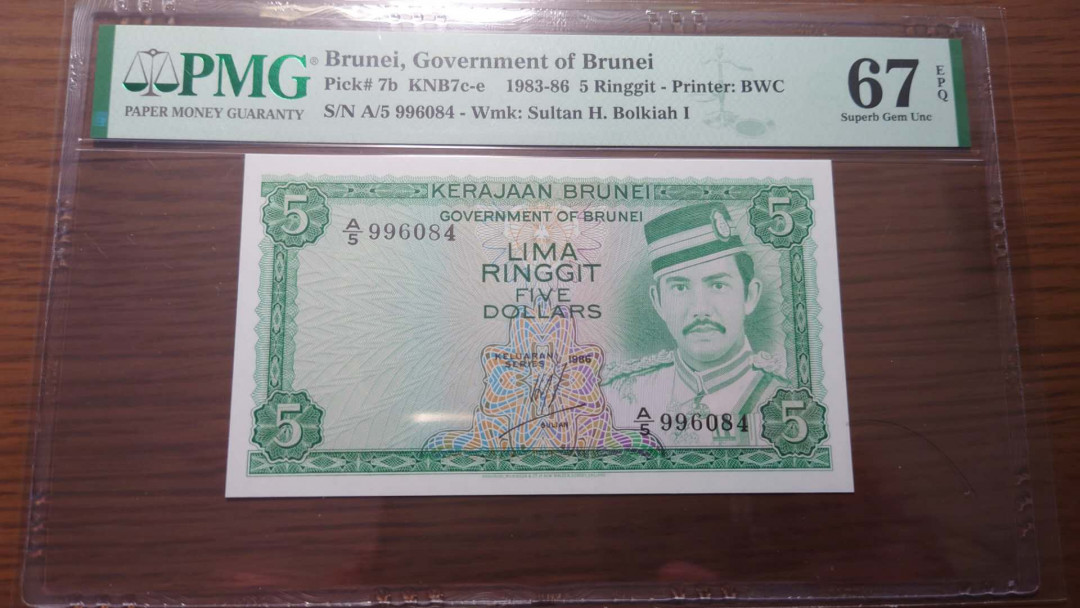 PMG®
PAPER MONEY GUARANTY
Brunei, Government of Brunei
Pick# 7b KNB7c-e 1983-86 5 Ringgit - Printer: BWC
S/N A/5 996084 - Wmk: Sultan H. Bolkiah I
67 EPQ
Superb Gem Unc
5 KERAJAAN BRUNEI 5
GOVERNMENT OF BRUNEI
A/5 996084
LIMA
RINGGIT
FIVE
DOLLARS
KELUARAN 1986
SERIES
SULTAN
A/5 996084
5 5